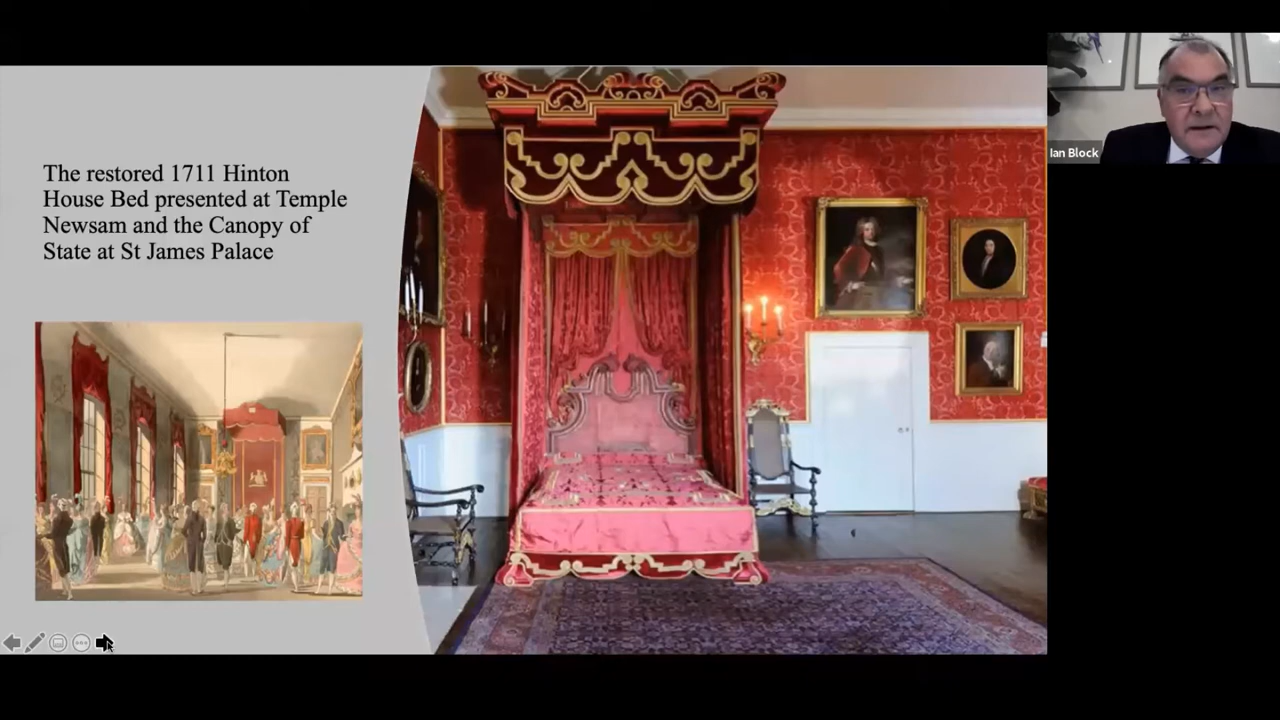 The restored 1711 Hinton
House Bed presented at Temple
Newsam and the Canopy of
State at St James Palace
Ian Block